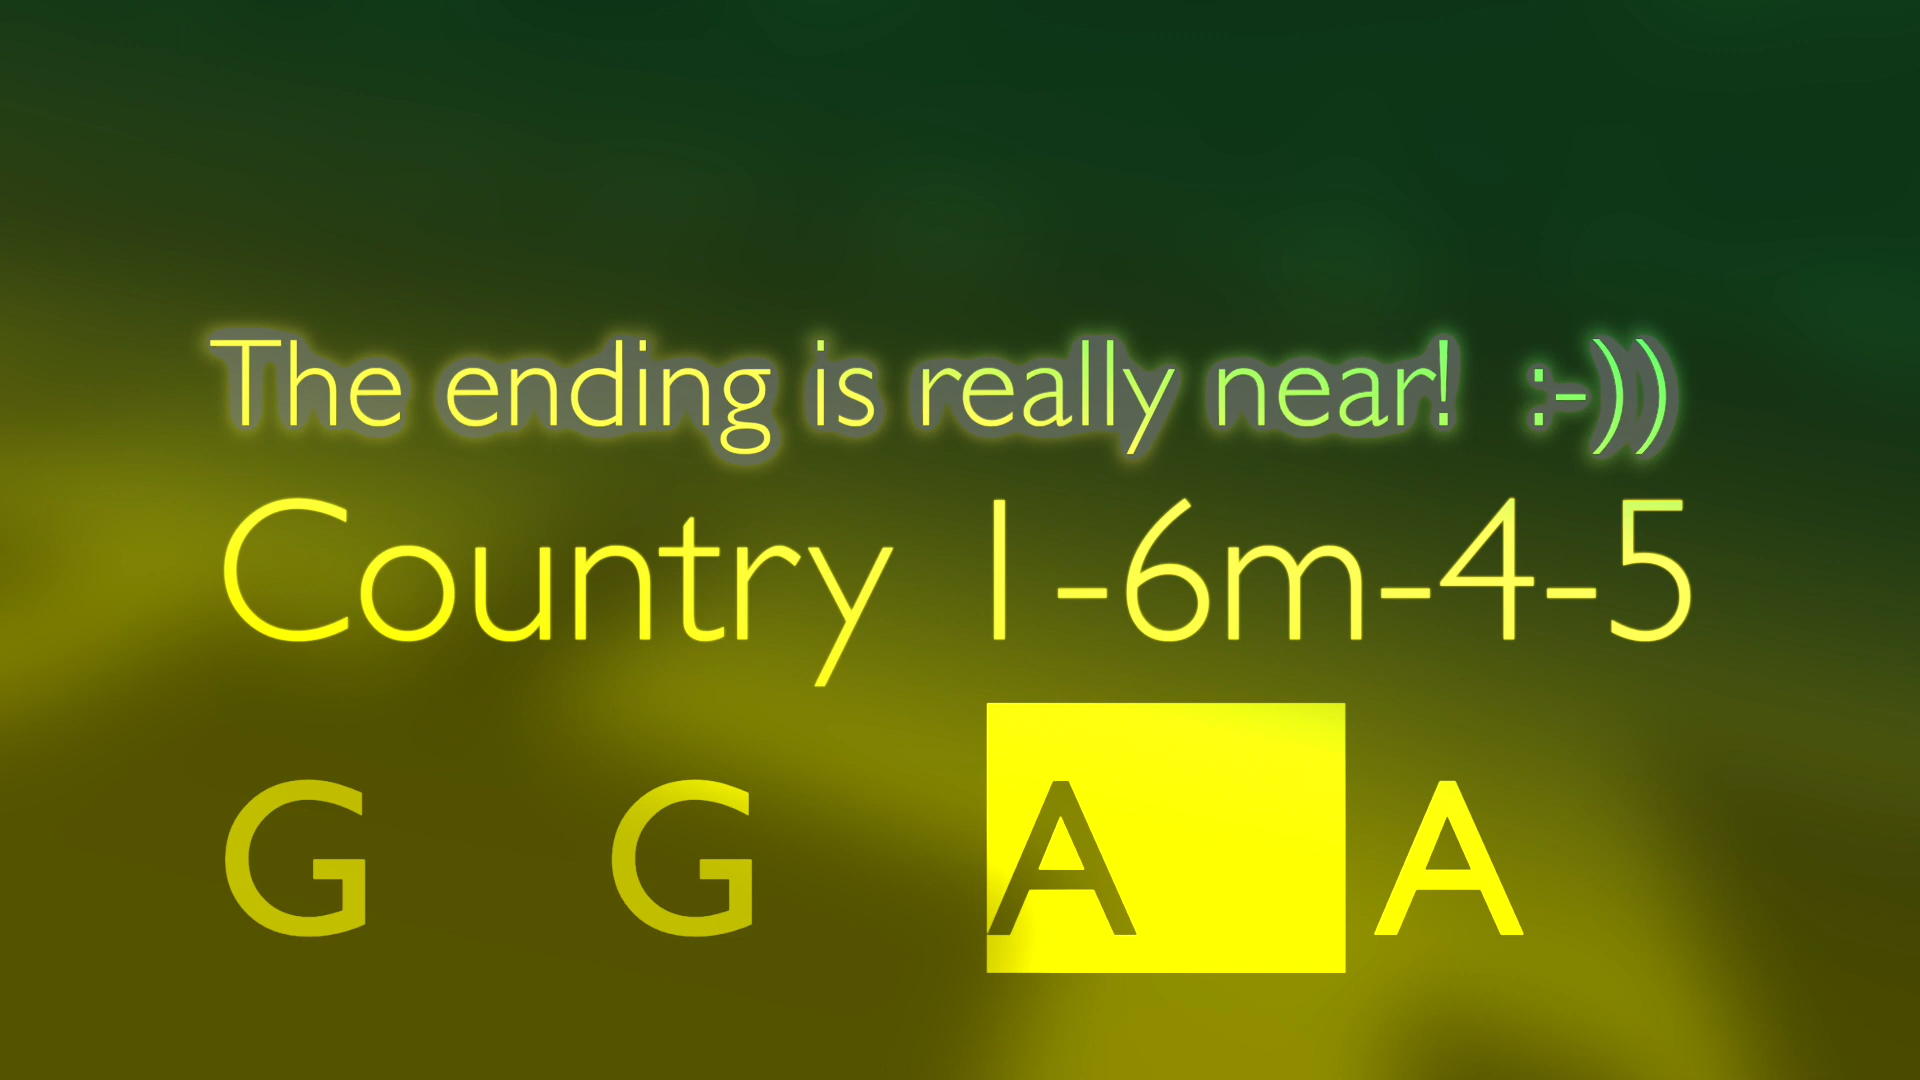 The ending is really near! :-))
Country 1-6m-4-5
G G A A